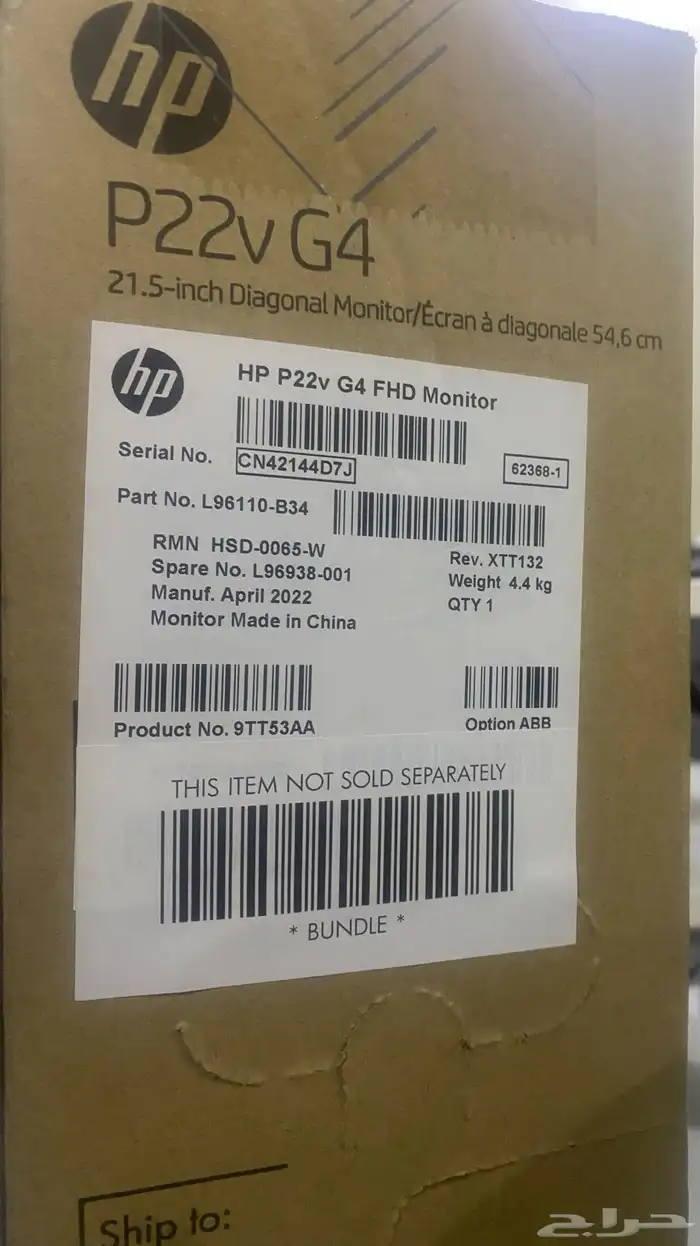 hp
P22v G4
21.5-inch Diagonal Monitor/Écran à diagonale 54,6 cm
hp
HP P22v G4 FHD Monitor
Serial No. CN42144D7J
62368-1
Part No. L96110-B34
RMN HSD-0065-W
Rev. XTT132
Spare No. L96938-001
Weight 4.4 kg
Manuf. April 2022
QTY 1
Monitor Made in China
Product No. 9TT53AA
Option ABB
THIS ITEM NOT SOLD SEPARATELY
* BUNDLE *
Ship to:
حراج